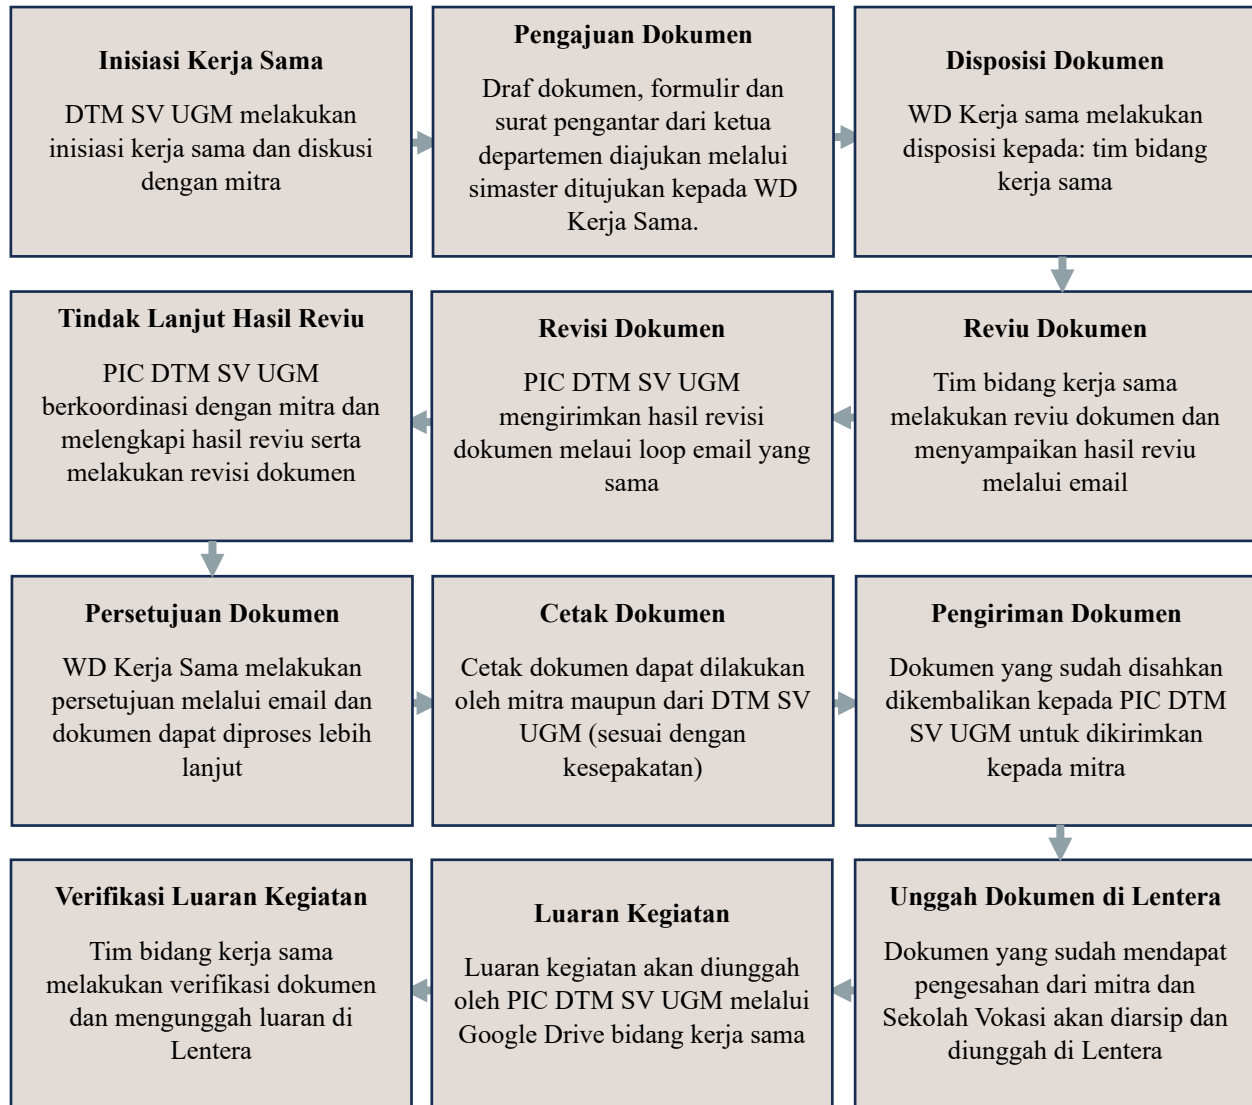 Inisiasi Kerja Sama
DTM SV UGM melakukan
inisiasi kerja sama dan diskusi
dengan mitra
Pengajuan Dokumen
Draf dokumen, formulir dan
surat pengantar dari ketua
departemen diajukan melalui
simaster ditujukan kepada WD
Kerja Sama.
Disposisi Dokumen
WD Kerja sama melakukan
disposisi kepada: tim bidang
kerja sama
Reviu Dokumen
Tim bidang kerja sama
melakukan reviu dokumen dan
menyampaikan hasil reviu
melalui email
Revisi Dokumen
PIC DTM SV UGM
mengirimkan hasil revisi
dokumen melaui loop email yang
sama
Tindak Lanjut Hasil Reviu
PIC DTM SV UGM
berkoordinasi dengan mitra dan
melengkapi hasil reviu serta
melakukan revisi dokumen
Persetujuan Dokumen
WD Kerja Sama melakukan
persetujuan melalui email dan
dokumen dapat diproses lebih
lanjut
Cetak Dokumen
Cetak dokumen dapat dilakukan
oleh mitra maupun dari DTM SV
UGM (sesuai dengan
kesepakatan)
Pengiriman Dokumen
Dokumen yang sudah disahkan
dikembalikan kepada PIC DTM
SV UGM untuk dikirimkan
kepada mitra
Unggah Dokumen di Lentera
Dokumen yang sudah mendapat
pengesahan dari mitra dan
Sekolah Vokasi akan diarsip dan
diunggah di Lentera
Luaran Kegiatan
Luaran kegiatan akan diunggah
oleh PIC DTM SV UGM melalui
Google Drive bidang kerja sama
Verifikasi Luaran Kegiatan
Tim bidang kerja sama
melakukan verifikasi dokumen
dan mengunggah luaran di
Lentera